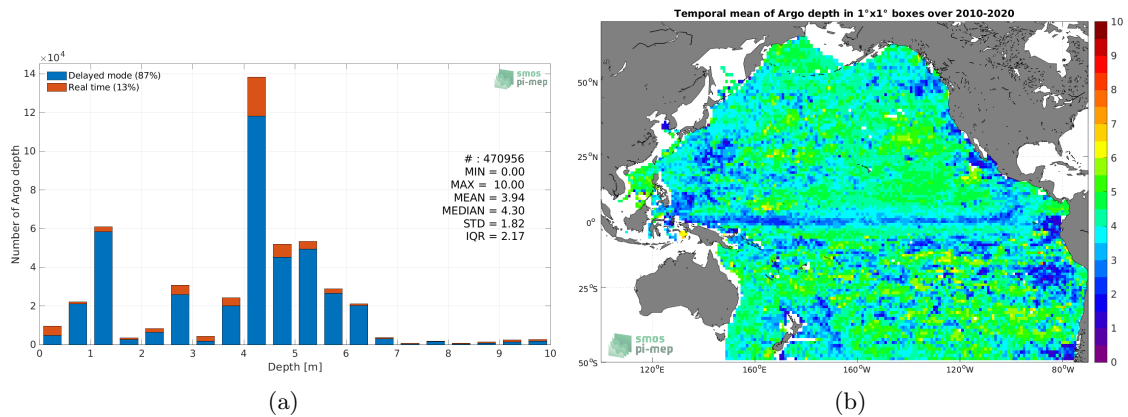 ×10⁴
14
12
10
8
6
4
2
0
Number of Argo depth
Delayed mode (87%)
Real time (13%)
smos
pi-mep
# : 470956
MIN = 0.00
MAX = 10.00
MEAN = 3.94
MEDIAN = 4.30
STD = 1.82
IQR = 2.17
0 1 2 3 4 5 6 7 8 9 10
Depth [m]
(a)
Temporal mean of Argo depth in 1°x1° boxes over 2010-2020
50°N
25°N
0°
25°S
50°S
120°E 160°E 160°W 120°W 80°W
smos
pi-mep
10
9
8
7
6
5
4
3
2
1
0
(b)